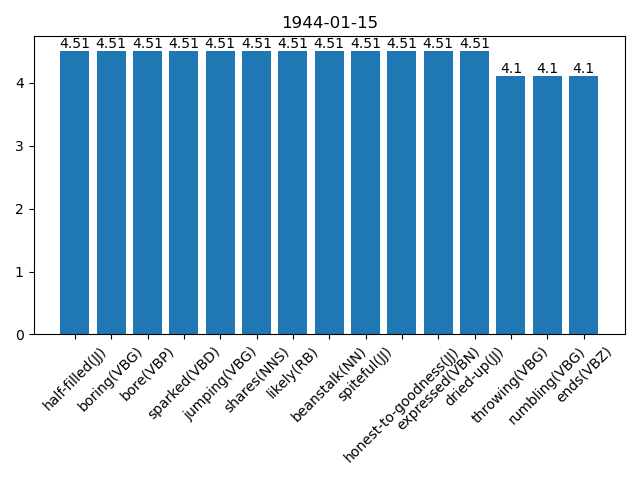 1944-01-15
4.51 4.51 4.51 4.51 4.51 4.51 4.51 4.51 4.51 4.51 4.51 4.51 4.1 4.1 4.1
4
3
2
1
0
half-filled(JJ)
boring(VBG)
bore(VBP)
sparked(VBD)
jumping(VBG)
shares(NNS)
likely(RB)
beanstalk(NN)
spiteful(JJ)
honest-to-goodness(JJ)
expressed(VBN)
dried-up(JJ)
throwing(VBG)
rumbling(VBG)
ends(VBZ)